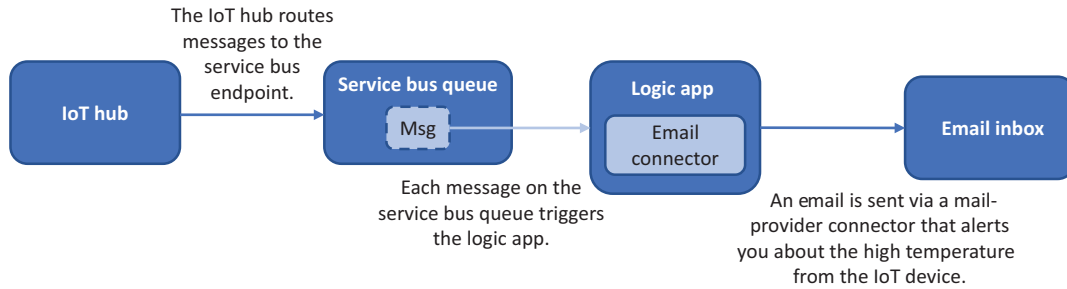 The IoT hub routes
messages to the
service bus
endpoint.
IoT hub
Service bus queue
Msg
Logic app
Email
connector
Email inbox
Each message on the
service bus queue triggers
the logic app.
An email is sent via a mail-
provider connector that alerts
you about the high temperature
from the IoT device.